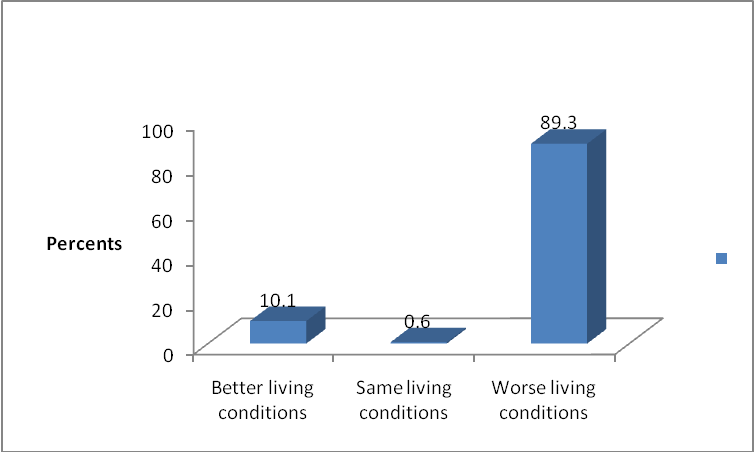 89.3
100
80
60
Percents
40
20
10.1
0.6
0
Better living
conditions
Same living
conditions
Worse living
conditions